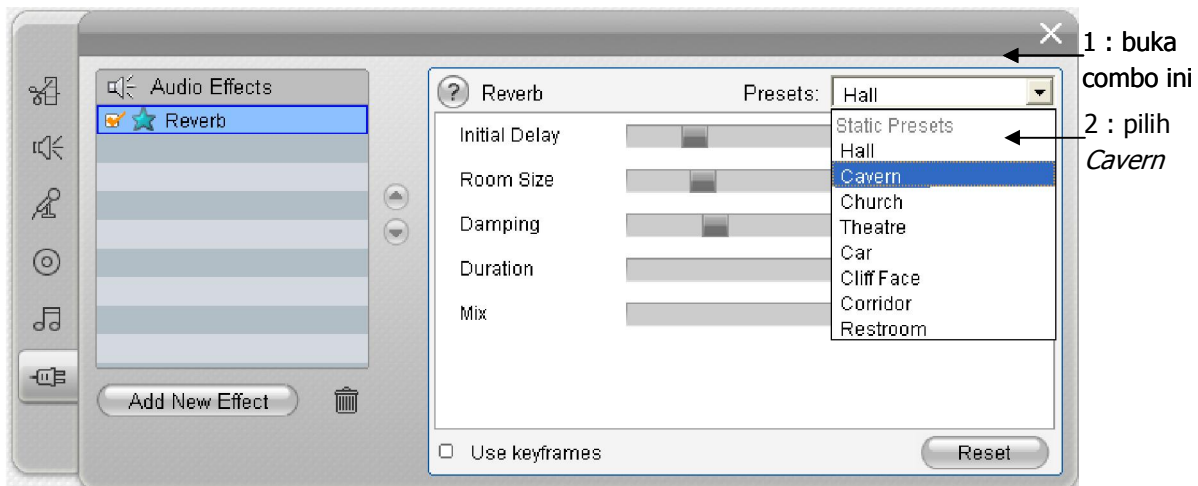 1 : buka
combo ini
Audio Effects
Reverb
Add New Effect
? Reverb
Presets: Hall
Static Presets
Hall
Cavern
Church
Theatre
Car
Cliff Face
Corridor
Restroom
Initial Delay
Room Size
Damping
Duration
Mix
Use keyframes
Reset
2 : pilih
Cavern